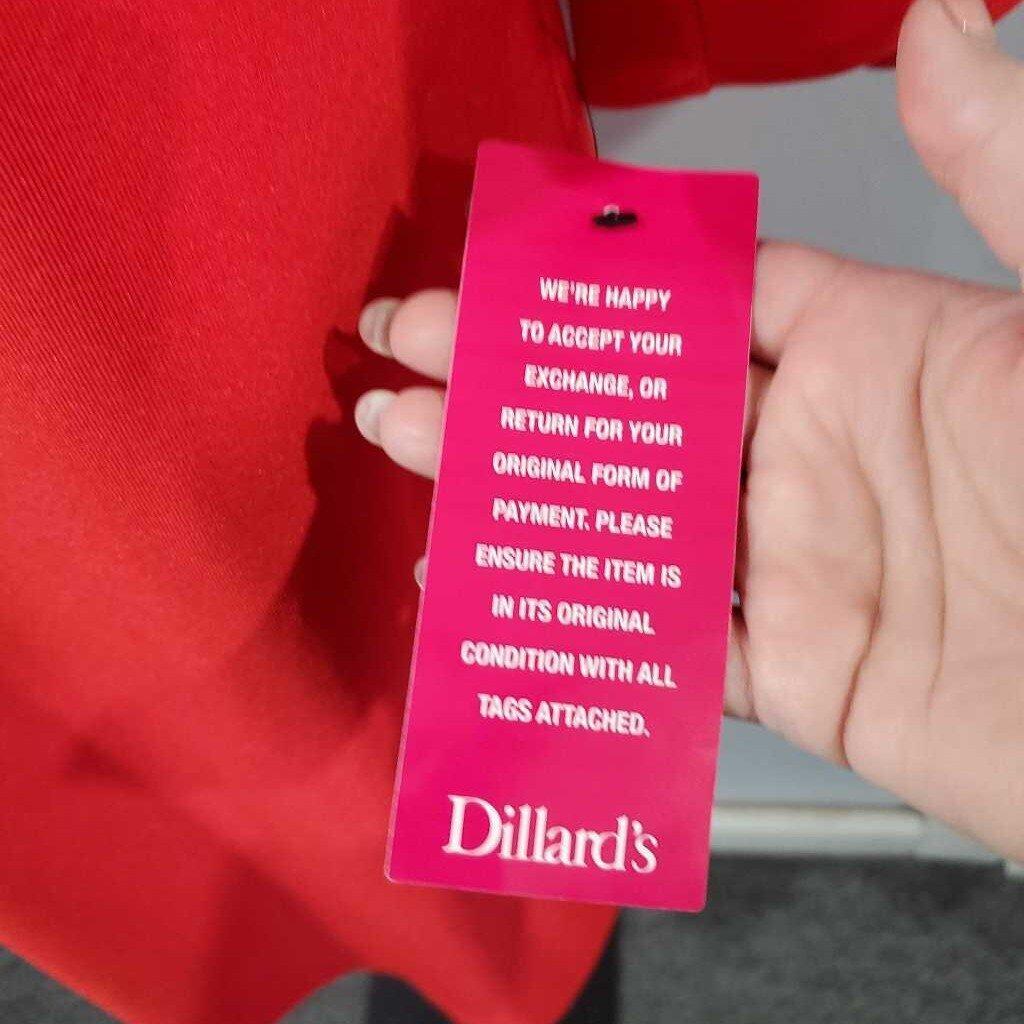 WE'RE HAPPY
TO ACCEPT YOUR
EXCHANGE, OR
RETURN FOR YOUR
ORIGINAL FORM OF
PAYMENT. PLEASE
ENSURE THE ITEM IS
IN ITS ORIGINAL
CONDITION WITH ALL
TAGS ATTACHED.
Dillard's